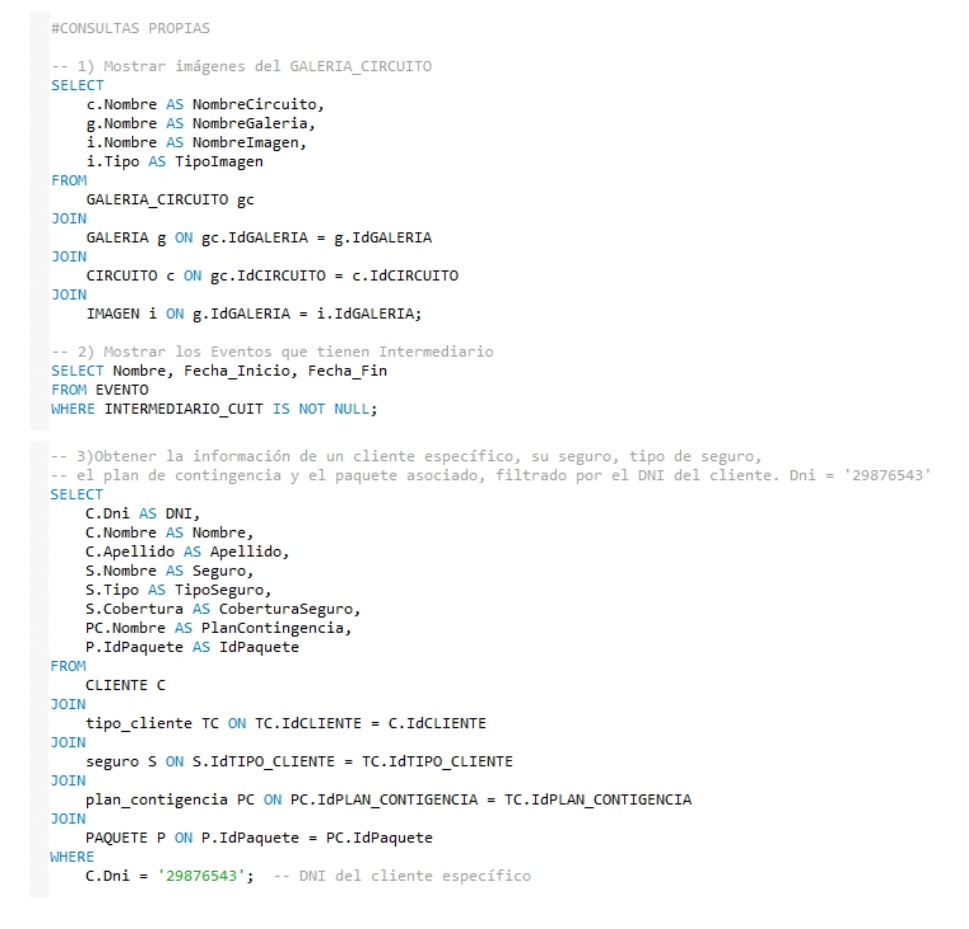 #CONSULTAS PROPIAS
-- 1) Mostrar imágenes del GALERIA_CIRCUITO
SELECT
c.Nombre AS NombreCircuito,
g.Nombre AS NombreGaleria,
i.Nombre AS NombreImagen,
i.Tipo AS TipoImagen
FROM
GALERIA_CIRCUITO gc
JOIN
GALERIA g ON gc.IdGALERIA = g.IdGALERIA
JOIN
CIRCUITO c ON gc.IdCIRCUITO = c.IdCIRCUITO
JOIN
IMAGEN i ON g.IdGALERIA = i.IdGALERIA;
-- 2) Mostrar los Eventos que tienen Intermediario
SELECT Nombre, Fecha_Inicio, Fecha_Fin
FROM EVENTO
WHERE INTERMEDIARIO_CUIT IS NOT NULL;
-- 3)Obtener la información de un cliente específico, su seguro, tipo de seguro,
-- el plan de contingencia y el paquete asociado, filtrado por el DNI del cliente. Dni = '29876543'
SELECT
C.Dni AS DNI,
C.Nombre AS Nombre,
C.Apellido AS Apellido,
S.Nombre AS Seguro,
S.Tipo AS TipoSeguro,
S.Cobertura AS CoberturaSeguro,
PC.Nombre AS PlanContingencia,
P.IdPaquete AS IdPaquete
FROM
CLIENTE C
JOIN
tipo_cliente TC ON TC.IdCLIENTE = C.IdCLIENTE
JOIN
seguro S ON S.IdTIPO_CLIENTE = TC.IdTIPO_CLIENTE
JOIN
plan_contigencia PC ON PC.IdPLAN_CONTIGENCIA = TC.IdPLAN_CONTIGENCIA
JOIN
PAQUETE P ON P.IdPaquete = PC.IdPaquete
WHERE
C.Dni = '29876543';  -- DNI del cliente específico